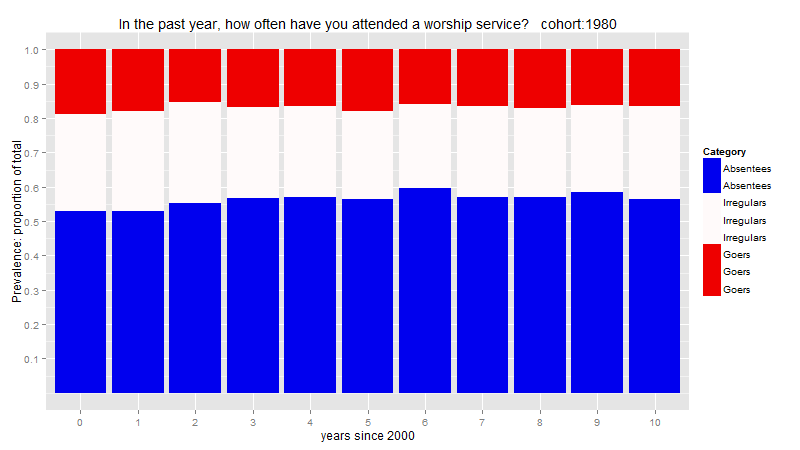 In the past year, how often have you attended a worship service?   cohort:1980
Prevalence: proportion of total
1.0
0.9
0.8
0.7
0.6
0.5
0.4
0.3
0.2
0.1
0 1 2 3 4 5 6 7 8 9 10
years since 2000
Category
Absentees
Absentees
Irregulars
Irregulars
Irregulars
Goers
Goers
Goers